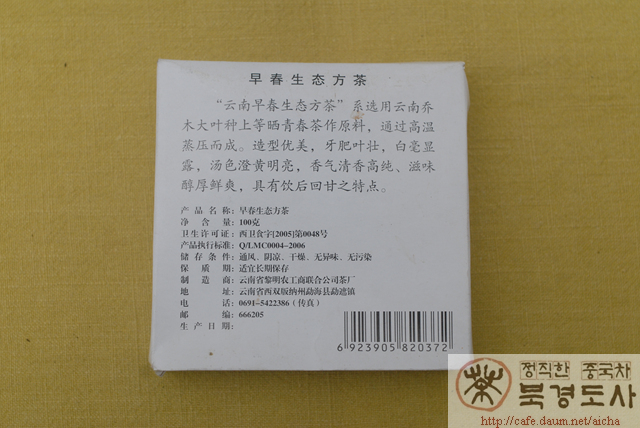 早春生态方茶
“云南早春生态方茶”系选用云南乔
木大叶种上等晒青春茶作原料，通过高温
蒸压而成。造型优美，牙肥叶壮，白毫显
露，汤色澄黄明亮，香气清香高纯、滋味
醇厚鲜爽，具有饮后回甘之特点。
产品名称：早春生态方茶
净含量：100克
卫生许可证：西卫食字[2005]第0048号
产品执行标准：Q/LMC0004-2006
储存条件：通风、阴凉、干燥、无异味、无污染
保质期：适宜长期保存
制造商：云南省黎明农工商联合公司茶厂
地址：云南省西双版纳州勐海县勐遮镇
电话：0691-5422386（传真）
邮编：666205
生产日期：
6 923905 820372
정직한 중국차
북경도사
http://cafe.daum.net/aicha